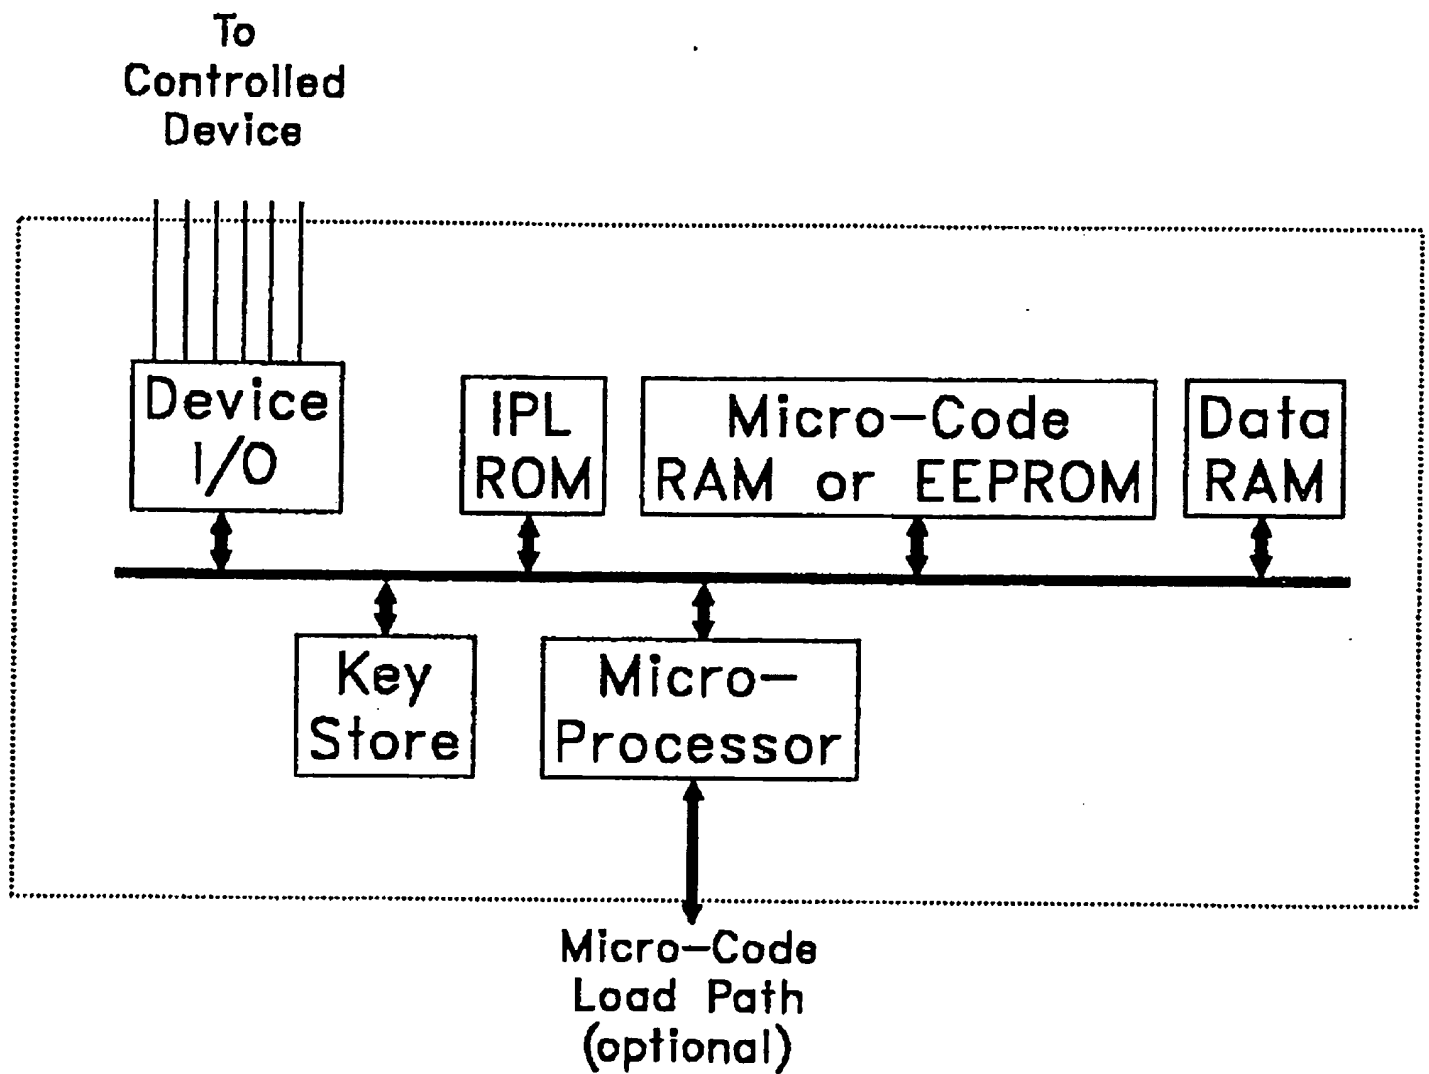 To
Controlled
Device
Device
I/O
IPL
ROM
Micro-Code
RAM or EEPROM
Data
RAM
Key
Store
Micro-
Processor
Micro-Code
Load Path
(optional)